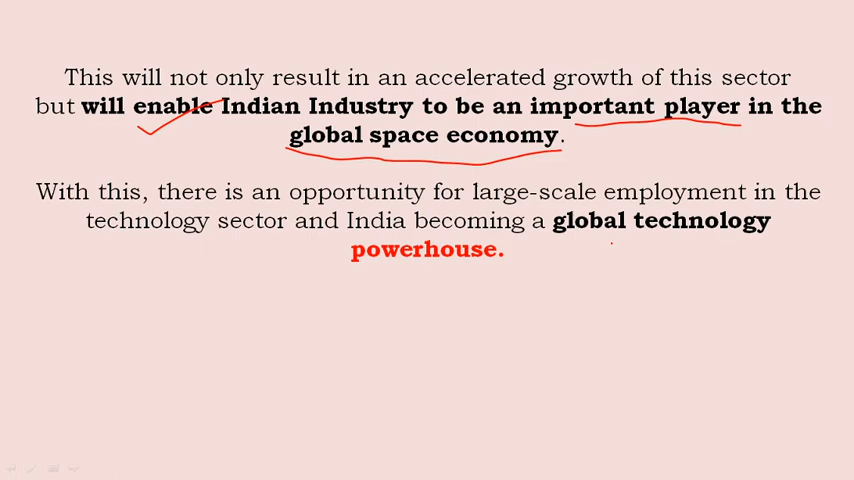 This will not only result in an accelerated growth of this sector
but will enable Indian Industry to be an important player in the
global space economy.
With this, there is an opportunity for large-scale employment in the
technology sector and India becoming a global technology
powerhouse.